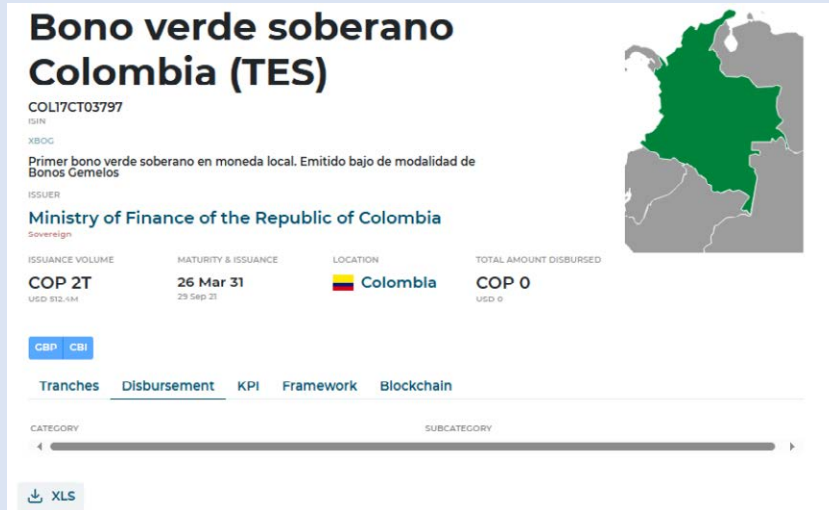 Bono verde soberano
Colombia (TES)
COL17CT03797
ISIN
XBOG
Primer bono verde soberano en moneda local. Emitido bajo de modalidad de
Bonos Gemelos
ISSUER
Ministry of Finance of the Republic of Colombia
Sovereign
ISSUANCE VOLUME MATURITY & ISSUANCE LOCATION TOTAL AMOUNT DISBURSED
COP 2T 26 Mar 31 Colombia COP 0
USD 512.4M 29 Sep 21 USD 0
GBP CBI
Tranches Disbursement KPI Framework Blockchain
CATEGORY SUBCATEGORY
XLS